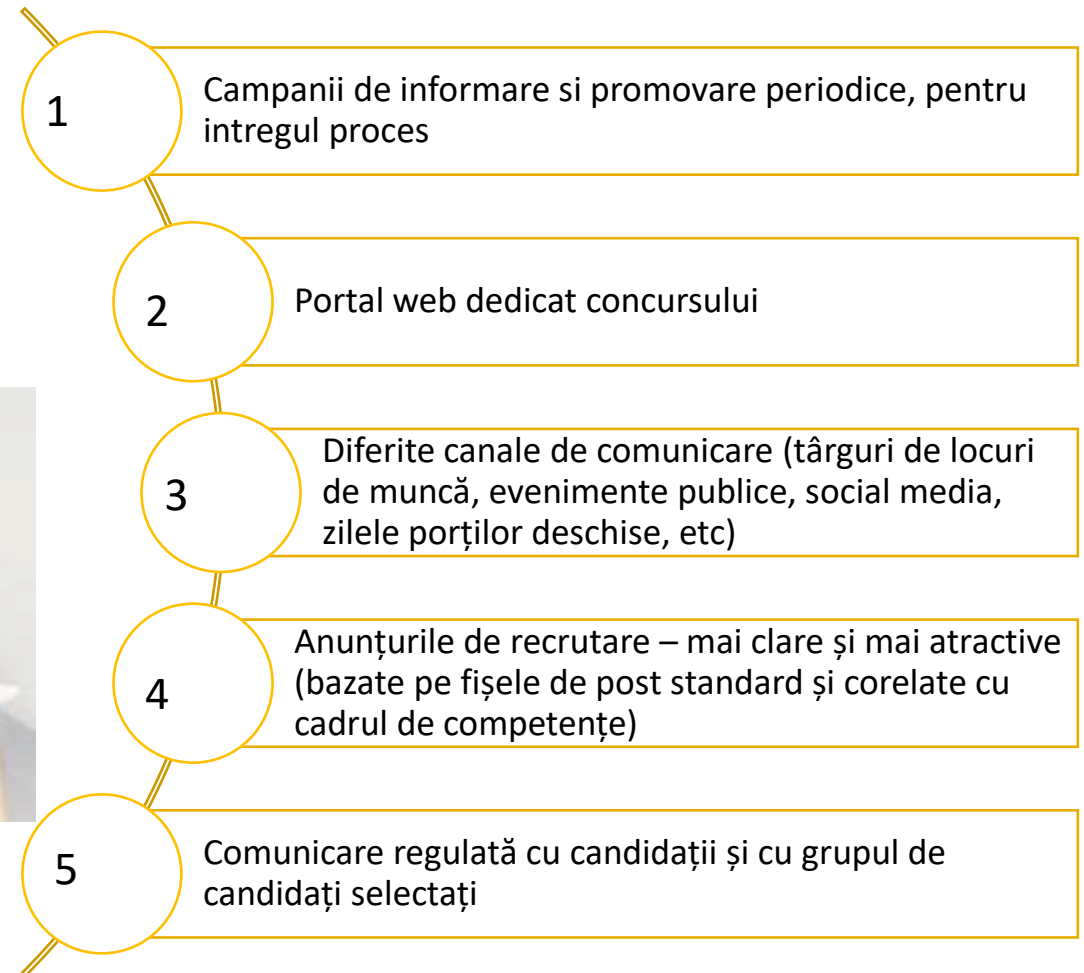 1
Campanii de informare si promovare periodice, pentru
intregul proces
2
Portal web dedicat concursului
3
Diferite canale de comunicare (târguri de locuri
de muncă, evenimente publice, social media,
zilele porților deschise, etc)
4
Anunțurile de recrutare – mai clare și mai atractive
(bazate pe fișele de post standard și corelate cu
cadrul de competențe)
5
Comunicare regulată cu candidații și cu grupul de
candidați selectați